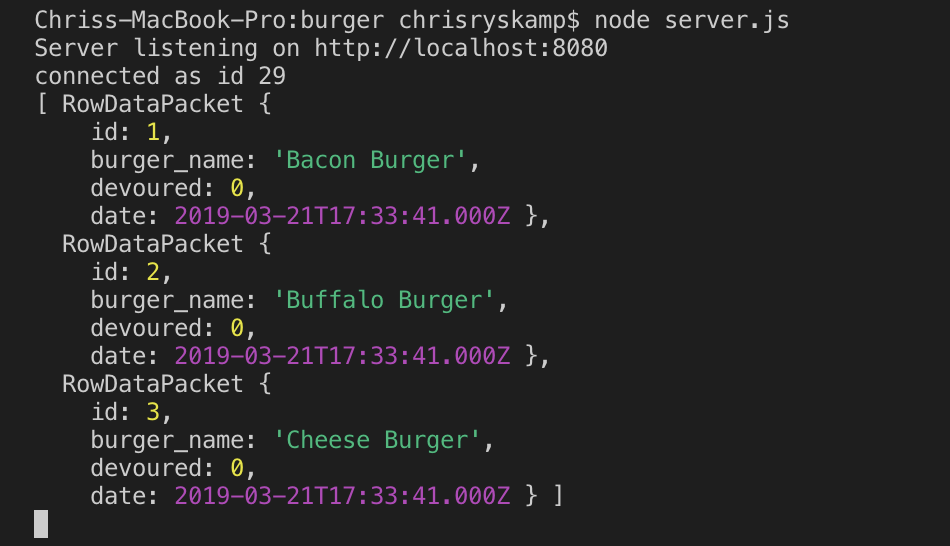 Chriss-MacBook-Pro:burger chrisryskamp$ node server.js
Server listening on http://localhost:8080
connected as id 29
[ RowDataPacket {
    id: 1,
    burger_name: 'Bacon Burger',
    devoured: 0,
    date: 2019-03-21T17:33:41.000Z },
  RowDataPacket {
    id: 2,
    burger_name: 'Buffalo Burger',
    devoured: 0,
    date: 2019-03-21T17:33:41.000Z },
  RowDataPacket {
    id: 3,
    burger_name: 'Cheese Burger',
    devoured: 0,
    date: 2019-03-21T17:33:41.000Z } ]